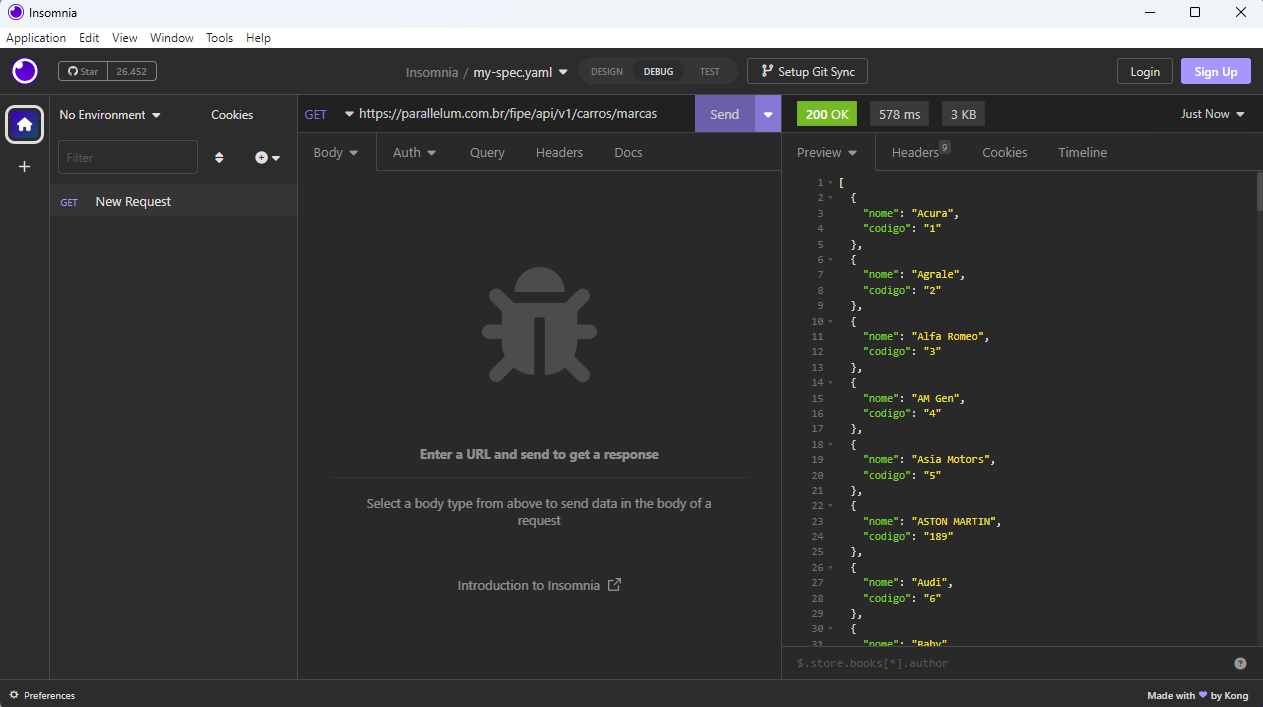 Insomnia
Application Edit View Window Tools Help
Star 26.452
Insomnia / my-spec.yaml
DESIGN DEBUG TEST
Setup Git Sync
Login Sign Up
No Environment Cookies
Filter
GET New Request
GET https://parallelum.com.br/fipe/api/v1/carros/marcas Send
Body Auth Query Headers Docs
Enter a URL and send to get a response
Select a body type from above to send data in the body of a
request
Introduction to Insomnia
200 OK 578 ms 3 KB Just Now
Preview Headers 9 Cookies Timeline
1 [
2 {
3 "nome": "Acura",
4 "codigo": "1"
5 },
6 {
7 "nome": "Agrale",
8 "codigo": "2"
9 },
10 {
11 "nome": "Alfa Romeo",
12 "codigo": "3"
13 },
14 {
15 "nome": "AM Gen",
16 "codigo": "4"
17 },
18 {
19 "nome": "Asia Motors",
20 "codigo": "5"
21 },
22 {
23 "nome": "ASTON MARTIN",
24 "codigo": "189"
25 },
26 {
27 "nome": "Audi",
28 "codigo": "6"
29 },
30 {
31 "nome": "Baby"
$.store.books[*].author
Preferences
Made with ♥ by Kong